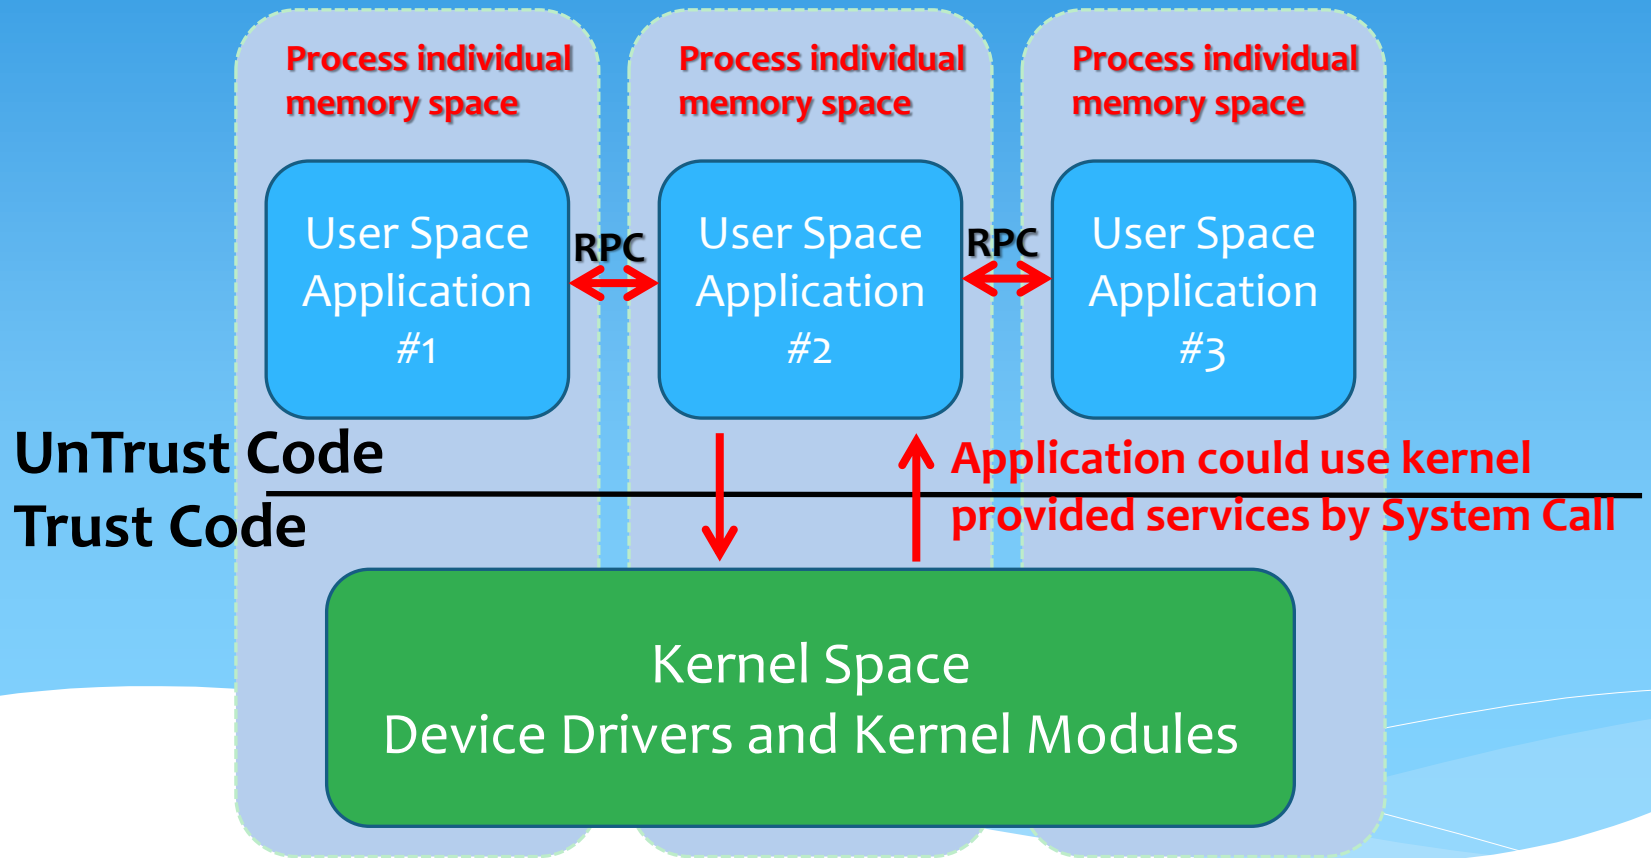 Process individual
memory space
Process individual
memory space
Process individual
memory space
User Space
Application
#1
RPC
User Space
Application
#2
RPC
User Space
Application
#3
UnTrust Code
Trust Code
Application could use kernel
provided services by System Call
Kernel Space
Device Drivers and Kernel Modules